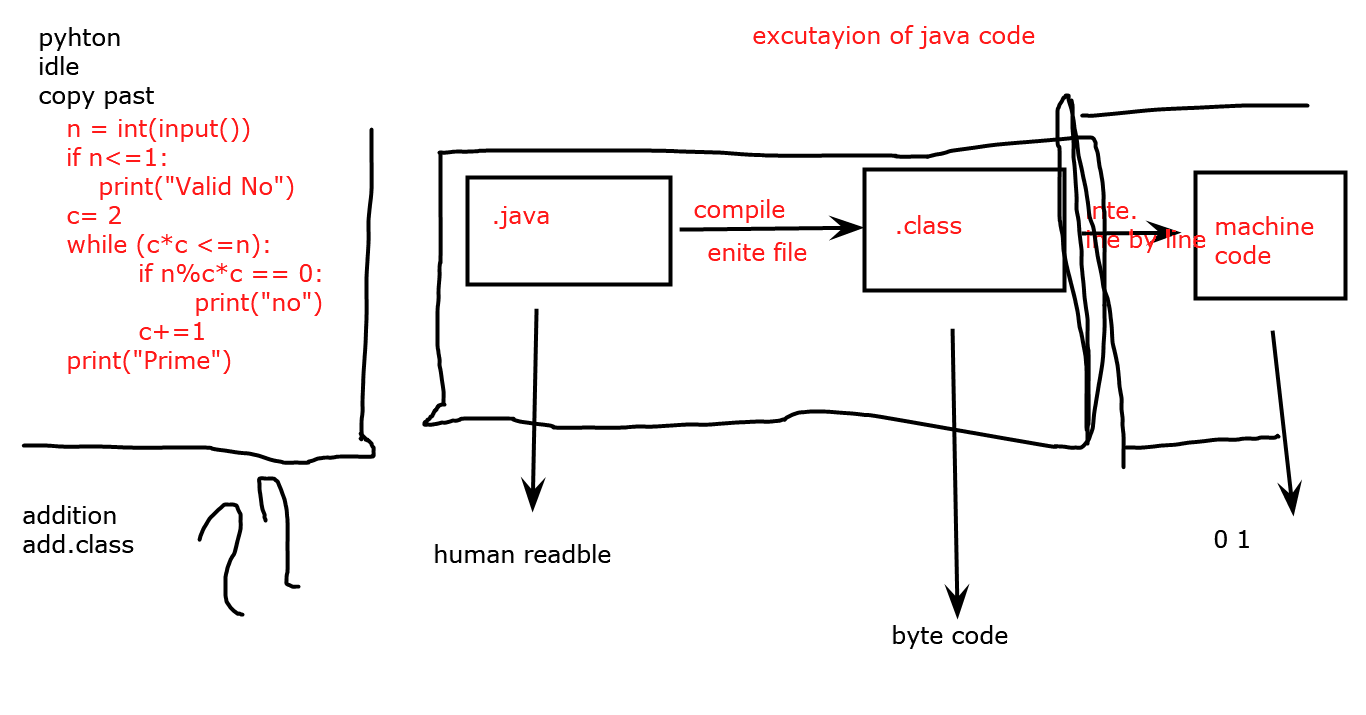 pyhton
idle
copy past
n = int(input())
if n<=1:
print("Valid No")
c= 2
while (c*c <=n):
if n%c*c == 0:
print("no")
c+=1
print("Prime")
addition
add.class
excutayion of java code
.java
compile
enite file
.class
nte.
ine by line
machine
code
human readble
byte code
0 1